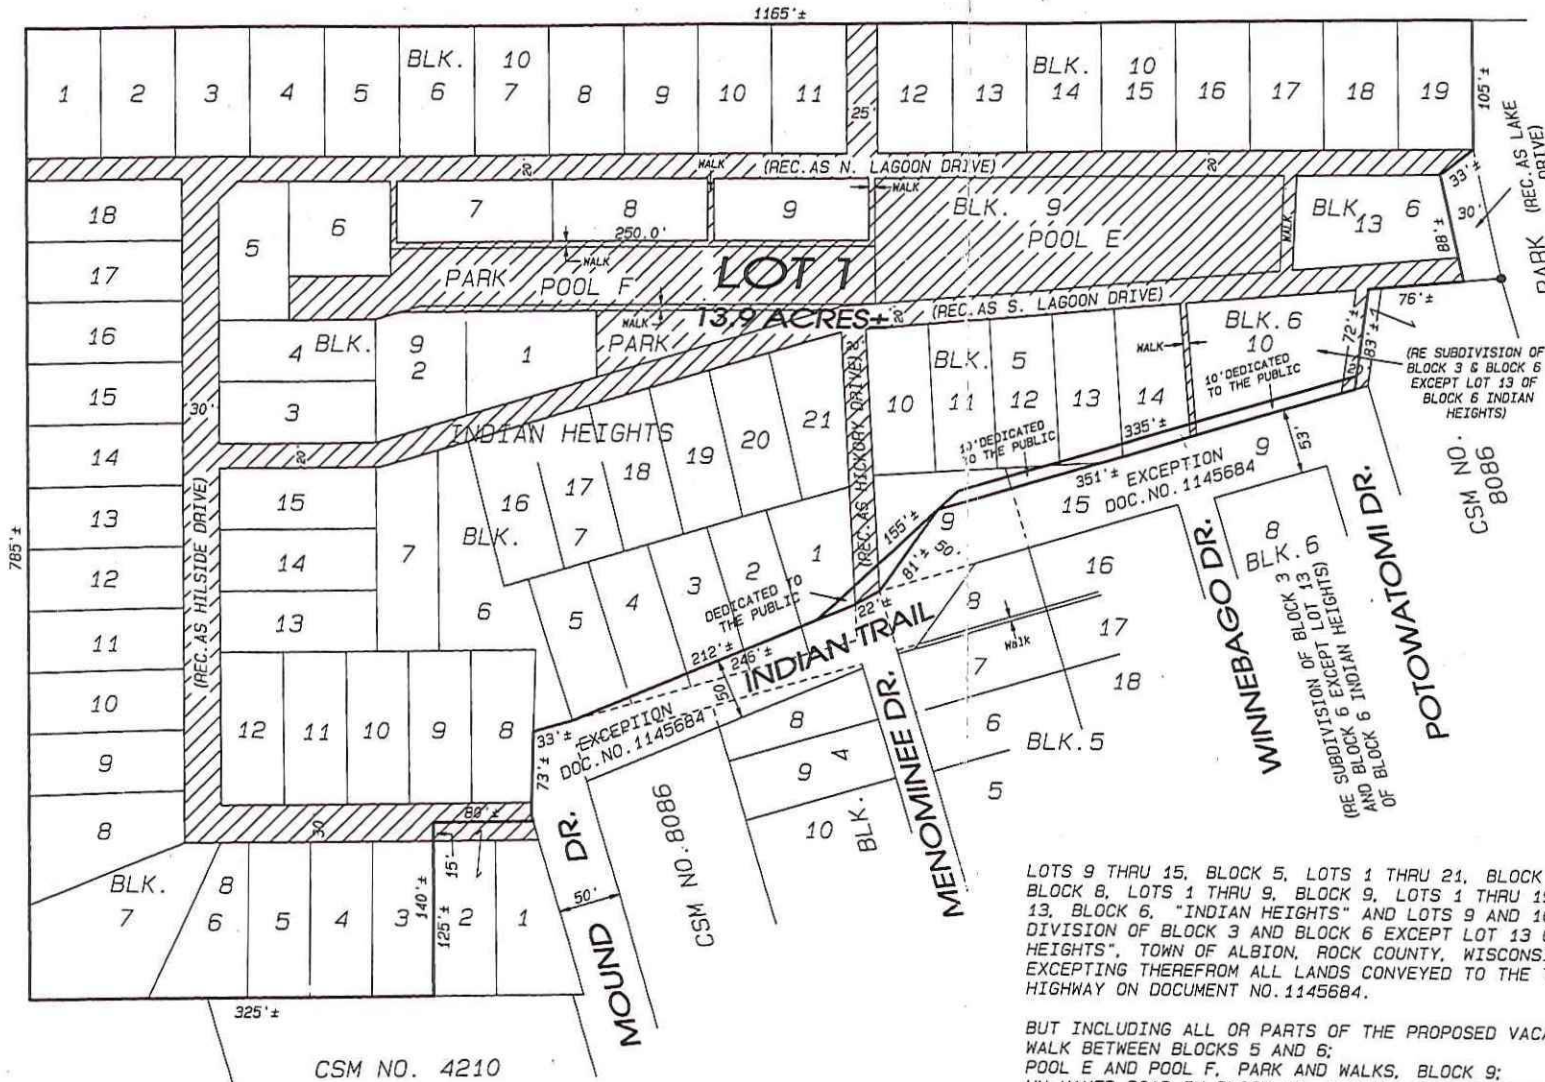 1165'±
BLK. 10
1 2 3 4 5 6 7 8 9 10 11
25'
BLK. 10
12 13 14 15 16 17 18 19
105'±
PARK (REC. AS LAKE DRIVE)
WALK
20'
(REC. AS N. LAGOON DRIVE)
20'
33'±
30'
18
5
6
7
8
9
250.0'
WALK
WALK
BLK. 9
POOL E
WALK
BLK. 6
13
88'±
17
PARK POOL F
LOT 1
13.9 ACRES±
20'
(REC. AS S. LAGOON DRIVE)
76'±
WALK
PARK
16
4 BLK. 9
2
1
20'
BLK. 5
WALK
BLK. 6
10
10' DEDICATED
TO THE PUBLIC
72'±
83'±
20'
(RE SUBDIVISION OF
BLOCK 3 & BLOCK 6
EXCEPT LOT 13 OF
BLOCK 6 INDIAN
HEIGHTS)
15
3
30'
INDIAN HEIGHTS
21
20
19
18
17
16
(REC. AS HICKORY DRIVE)
10 11 12 13 14
10' DEDICATED
TO THE PUBLIC
335'±
351'± EXCEPTION
DOC. NO. 1145684
9
53'
CSM NO.
8086
14
20'
785'±
(REC. AS HILSIDE DRIVE)
15
7
BLK. 7
13
14
12
13
6
5
4
3
2
1
155'±
9
81'±
50'
15
16
8
BLK. 6
DEDICATED TO
THE PUBLIC
22'±
8
Walk
17
11
212'±
246'±
INDIAN TRAIL
50'
7
18
10
12 11 10 9 8
33'±
EXCEPTION
DOC. NO. 1145684
73'±
8
6
BLK. 5
9
9
4
5
WINNEBAGO DR.
POTOWATOMI DR.
(RE SUBDIVISION OF BLOCK 3
AND BLOCK 6 EXCEPT LOT 13
OF BLOCK 6 INDIAN HEIGHTS)
8
30'
80'±
15'
10
BLK.
MENOMINEE DR.
CSM NO. 8086
BLK. 8
7
6 5 4 3 2 1
140'±
125'±
50'
MOUND DR.
325'±
CSM NO. 4210
LOTS 9 THRU 15, BLOCK 5, LOTS 1 THRU 21, BLOCK
BLOCK 8, LOTS 1 THRU 9, BLOCK 9, LOTS 1 THRU 19
13, BLOCK 6, "INDIAN HEIGHTS" AND LOTS 9 AND 10
DIVISION OF BLOCK 3 AND BLOCK 6 EXCEPT LOT 13
HEIGHTS", TOWN OF ALBION, ROCK COUNTY, WISCONS
EXCEPTING THEREFROM ALL LANDS CONVEYED TO THE
HIGHWAY ON DOCUMENT NO. 1145684.
BUT INCLUDING ALL OR PARTS OF THE PROPOSED VACA
WALK BETWEEN BLOCKS 5 AND 6;
POOL E AND POOL F, PARK AND WALKS, BLOCK 9;